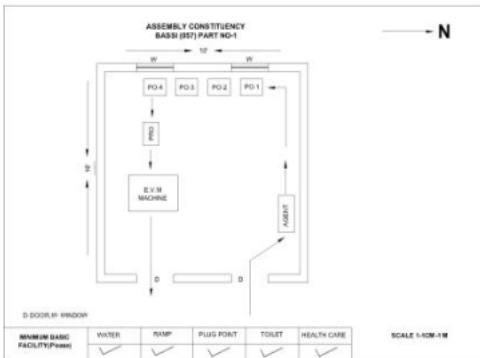 ASSEMBLY CONSTITUENCY
BASSI (057) PART NO-1
N
10'
W
W
PO-4
PO-3
PO-2
PO-1
PRO
10'
E.V.M
MACHINE
AGENT
D
D
D DOOR, W- WINDOW
MINIMUM BASIC
FACILITY(Please)
WATER
RAMP
PLUG POINT
TOILET
HEALTH CARE
SCALE 1-1CM-1M